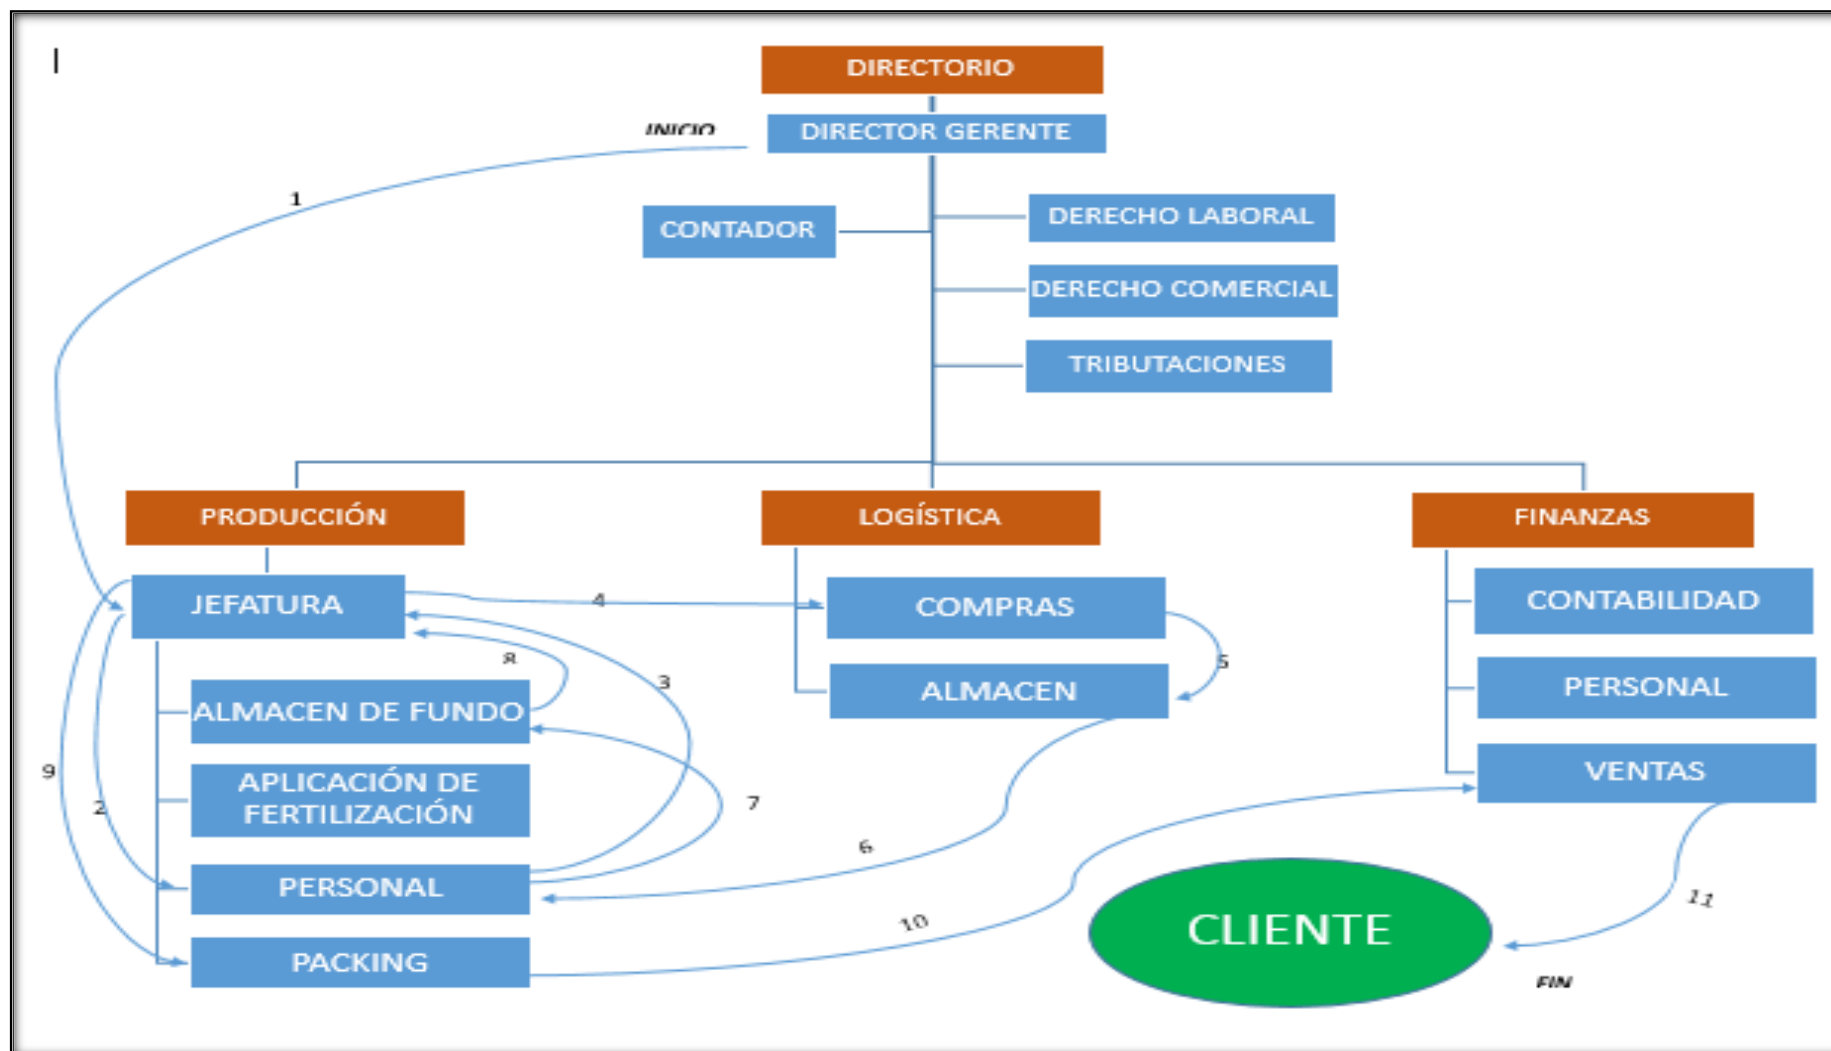 DIRECTORIO
INICIO
DIRECTOR GERENTE
1
CONTADOR
DERECHO LABORAL
DERECHO COMERCIAL
TRIBUTACIONES
PRODUCCIÓN
LOGÍSTICA
FINANZAS
JEFATURA
4
COMPRAS
CONTABILIDAD
8
3
5
ALMACEN DE FUNDO
ALMACEN
PERSONAL
9
2
APLICACIÓN DE
FERTILIZACIÓN
7
VENTAS
6
PERSONAL
10
11
CLIENTE
PACKING
FIN